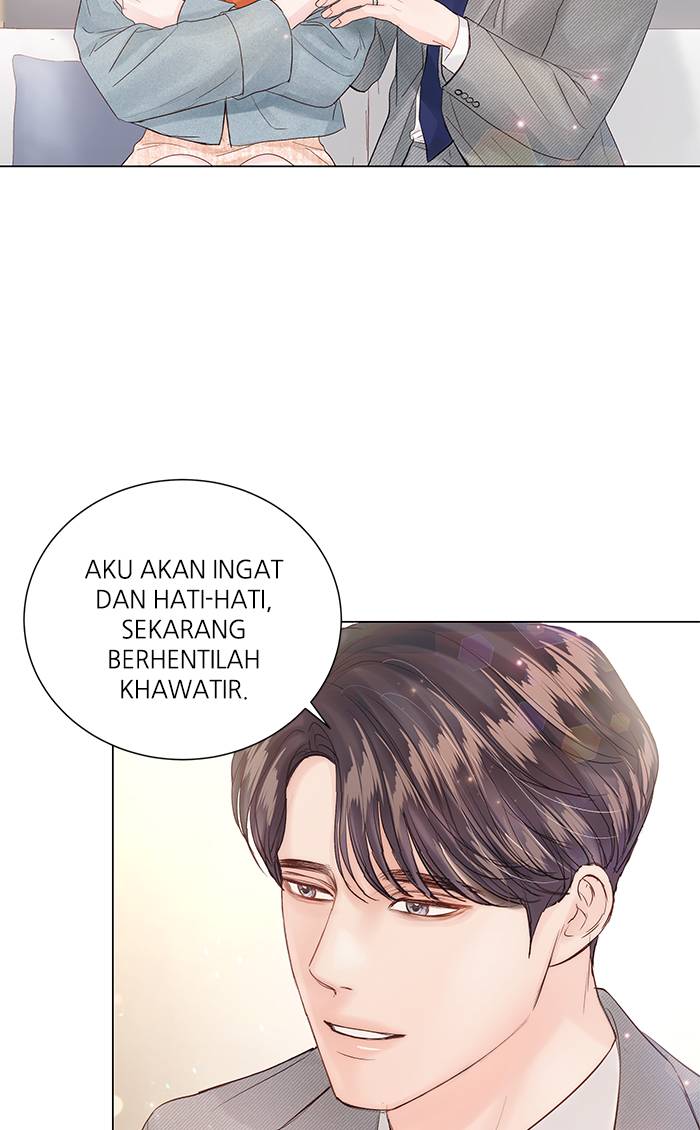 AKU AKAN INGAT
DAN HATI-HATI,
SEKARANG
BERHENTILAH
KHAWATIR.